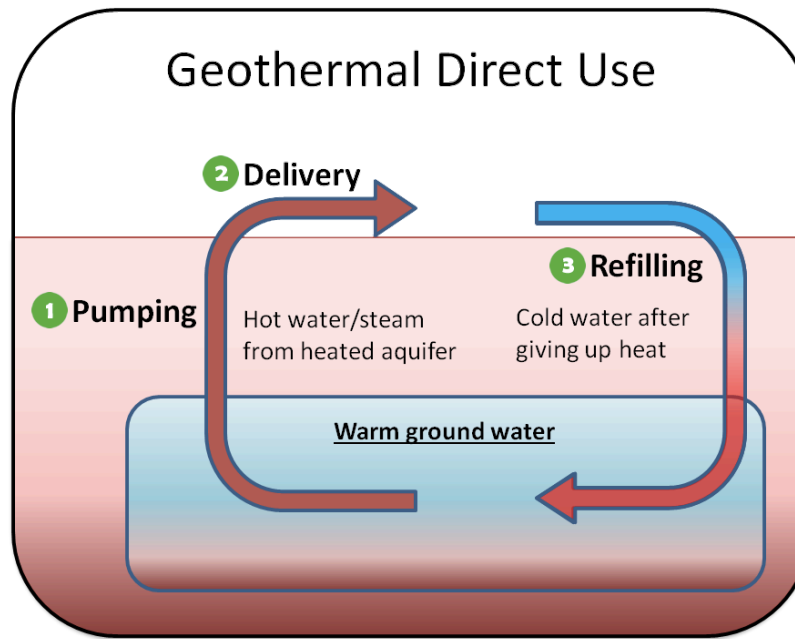 Geothermal Direct Use
2 Delivery
3 Refilling
1 Pumping
Hot water/steam
from heated aquifer
Cold water after
giving up heat
Warm ground water